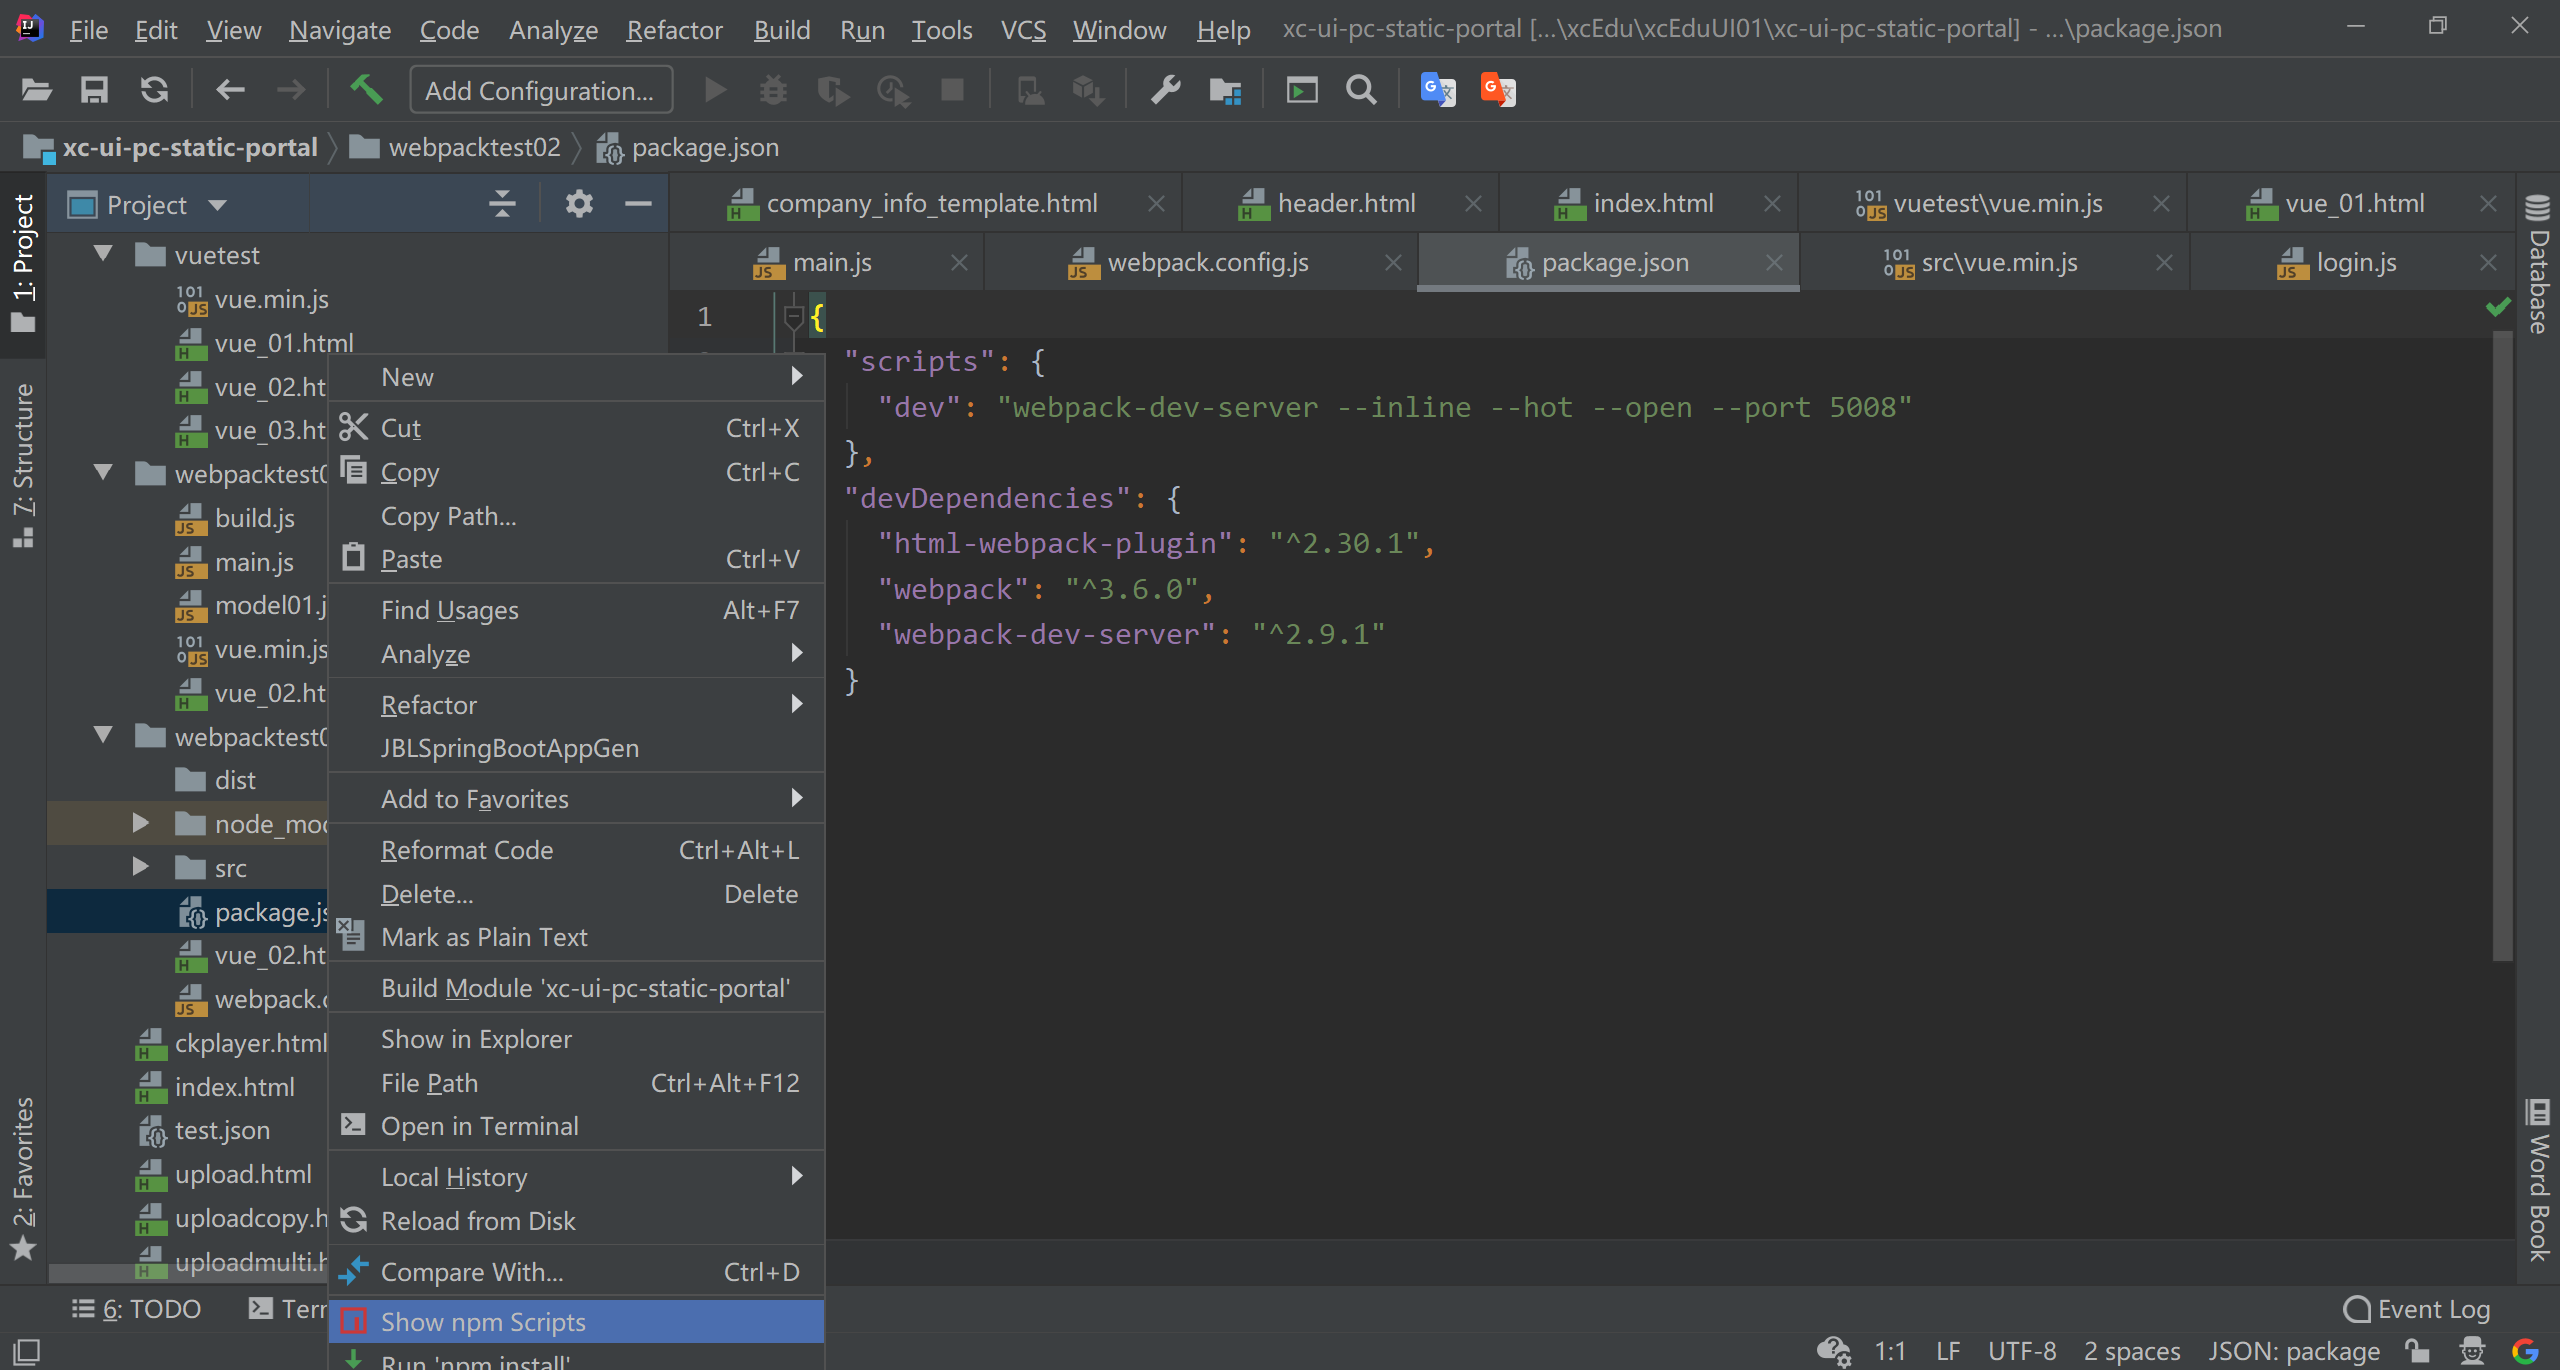 File Edit View Navigate Code Analyze Refactor Build Run Tools VCS Window Help xc-ui-pc-static-portal [...\xcEdu\xcEduUI01\xc-ui-pc-static-portal] - ...\package.json
Add Configuration...
xc-ui-pc-static-portal webpacktest02 package.json
1: Project
7: Structure
2: Favorites
Project
vuetest
vue.min.js
vue_01.html
vue_02.ht
vue_03.ht
webpacktest0
build.js
main.js
model01.j
vue.min.js
vue_02.ht
webpacktest0
dist
node_mod
src
package.js
vue_02.ht
webpack.c
ckplayer.html
index.html
test.json
upload.html
uploadcopy.h
uploadmulti.h
company_info_template.html header.html index.html vuetest\vue.min.js vue_01.html
main.js webpack.config.js package.json src\vue.min.js login.js
1 {
"scripts": {
"dev": "webpack-dev-server --inline --hot --open --port 5008"
},
"devDependencies": {
"html-webpack-plugin": "^2.30.1",
"webpack": "^3.6.0",
"webpack-dev-server": "^2.9.1"
}
New
Cut Ctrl+X
Copy Ctrl+C
Copy Path...
Paste Ctrl+V
Find Usages Alt+F7
Analyze
Refactor
JBLSpringBootAppGen
Add to Favorites
Reformat Code Ctrl+Alt+L
Delete... Delete
Mark as Plain Text
Build Module 'xc-ui-pc-static-portal'
Show in Explorer
File Path Ctrl+Alt+F12
Open in Terminal
Local History
Reload from Disk
Compare With... Ctrl+D
Show npm Scripts
Run 'npm install'
Database
Word Book
6: TODO Terr Event Log
1:1 LF UTF-8 2 spaces JSON: package